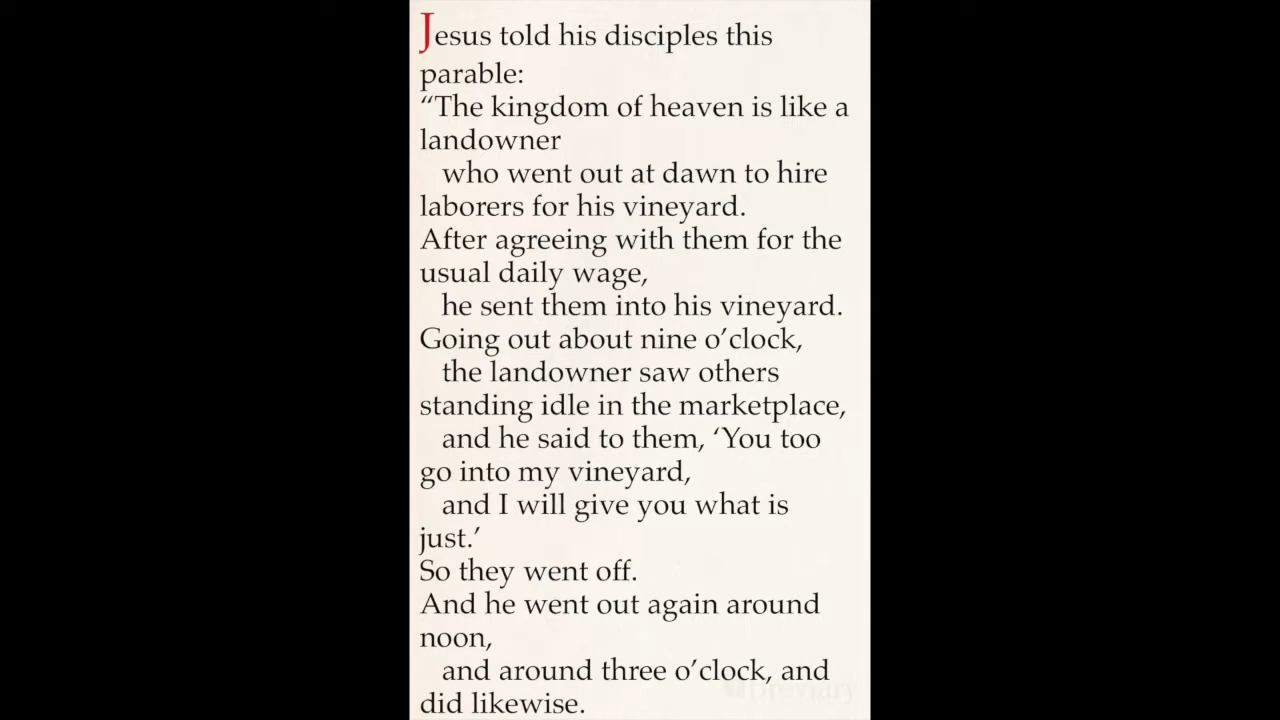 Jesus told his disciples this
parable:
“The kingdom of heaven is like a
landowner
who went out at dawn to hire
laborers for his vineyard.
After agreeing with them for the
usual daily wage,
he sent them into his vineyard.
Going out about nine o’clock,
the landowner saw others
standing idle in the marketplace,
and he said to them, ‘You too
go into my vineyard,
and I will give you what is
just.’
So they went off.
And he went out again around
noon,
and around three o’clock, and
did likewise.
iBreviary